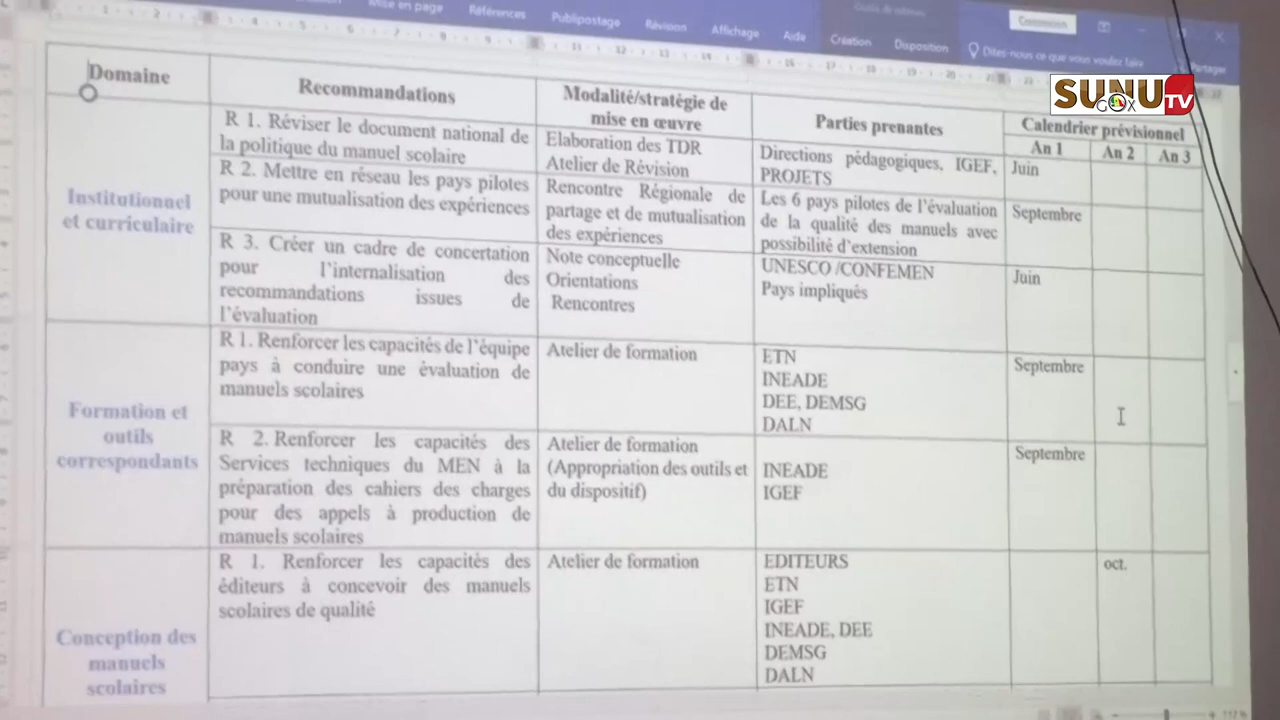 Mise en page Références Publipostage Révision Affichage Aide Création Disposition Dites-nous ce que vous voulez faire Partager
Connexion
SUNU
GOX
TV
Domaine
Recommandations
Modalité/stratégie de
mise en œuvre
Parties prenantes
Calendrier prévisionnel
An 1 An 2 An 3
Institutionnel
et curriculaire
R 1. Réviser le document national de
la politique du manuel scolaire
Elaboration des TDR
Atelier de Révision
Directions pédagogiques, IGEF,
PROJETS
Juin
R 2. Mettre en réseau les pays pilotes
pour une mutualisation des expériences
Rencontre Régionale de
partage et de mutualisation
des expériences
Les 6 pays pilotes de l'évaluation
de la qualité des manuels avec
possibilité d'extension
Septembre
R 3. Créer un cadre de concertation
pour l'internalisation des
recommandations issues de
l'évaluation
Note conceptuelle
Orientations
Rencontres
UNESCO /CONFEMEN
Pays impliqués
Juin
Formation et
outils
correspondants
R 1. Renforcer les capacités de l'équipe
pays à conduire une évaluation de
manuels scolaires
Atelier de formation
ETN
INEADE
DEE, DEMSG
DALN
Septembre
R 2. Renforcer les capacités des
Services techniques du MEN à la
préparation des cahiers des charges
pour des appels à production de
manuels scolaires
Atelier de formation
(Appropriation des outils et
du dispositif)
INEADE
IGEF
Septembre
Conception des
manuels
scolaires
R 1. Renforcer les capacités des
éditeurs à concevoir des manuels
scolaires de qualité
Atelier de formation
EDITEURS
ETN
IGEF
INEADE, DEE
DEMSG
DALN
oct.